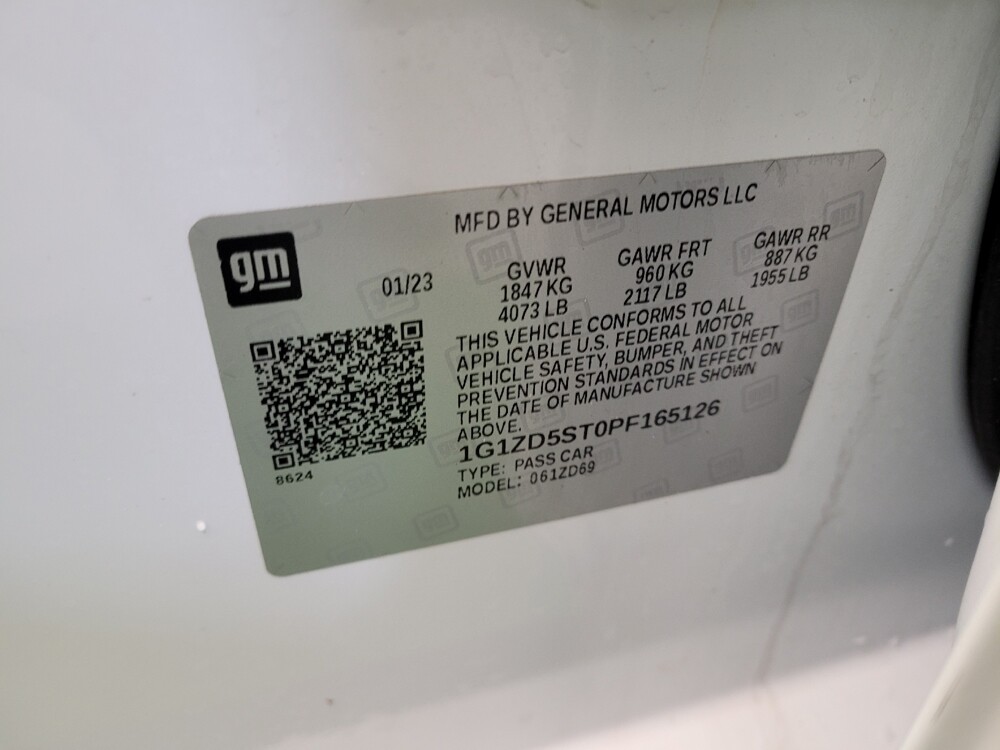 MFD BY GENERAL MOTORS LLC
gm
01/23
GVWR
1847 KG
4073 LB
GAWR FRT
960 KG
2117 LB
GAWR RR
887 KG
1955 LB
THIS VEHICLE CONFORMS TO ALL
APPLICABLE U.S. FEDERAL MOTOR
VEHICLE SAFETY, BUMPER, AND THEFT
PREVENTION STANDARDS IN EFFECT ON
THE DATE OF MANUFACTURE SHOWN
ABOVE.
1G1ZD5ST0PF165126
TYPE: PASS CAR
MODEL: 061ZD69
8624